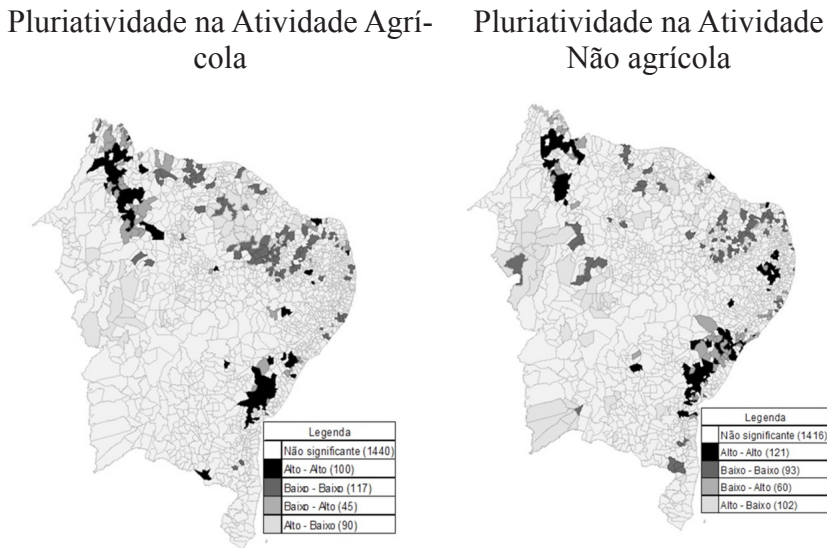 Pluriatividade na Atividade Agrí-
cola
Pluriatividade na Atividade
Não agrícola
Legenda
Não significante (1440)
Alto - Alto (100)
Baixo - Baixo (117)
Baixo - Alto (45)
Alto - Baixo (90)
Legenda
Não significante (1416)
Alto - Alto (121)
Baixo - Baixo (93)
Baixo - Alto (60)
Alto - Baixo (102)